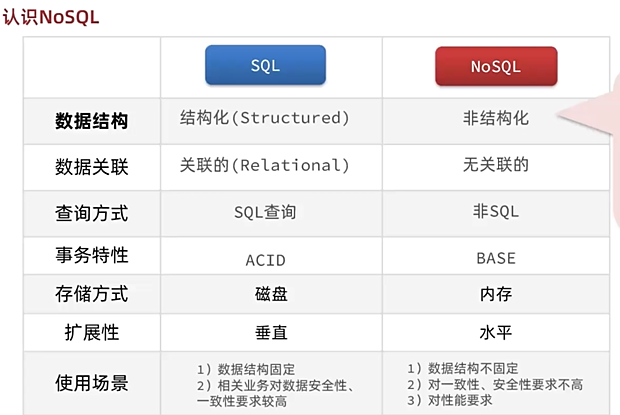 认识NoSQL
SQL
NoSQL
数据结构
结构化(Structured)
非结构化
数据关联
关联的(Relational)
无关联的
查询方式
SQL查询
非SQL
事务特性
ACID
BASE
存储方式
磁盘
内存
扩展性
垂直
水平
使用场景
1）数据结构固定
2）相关业务对数据安全性、
一致性要求较高
1）数据结构不固定
2）对一致性、安全性要求不高
3）对性能要求